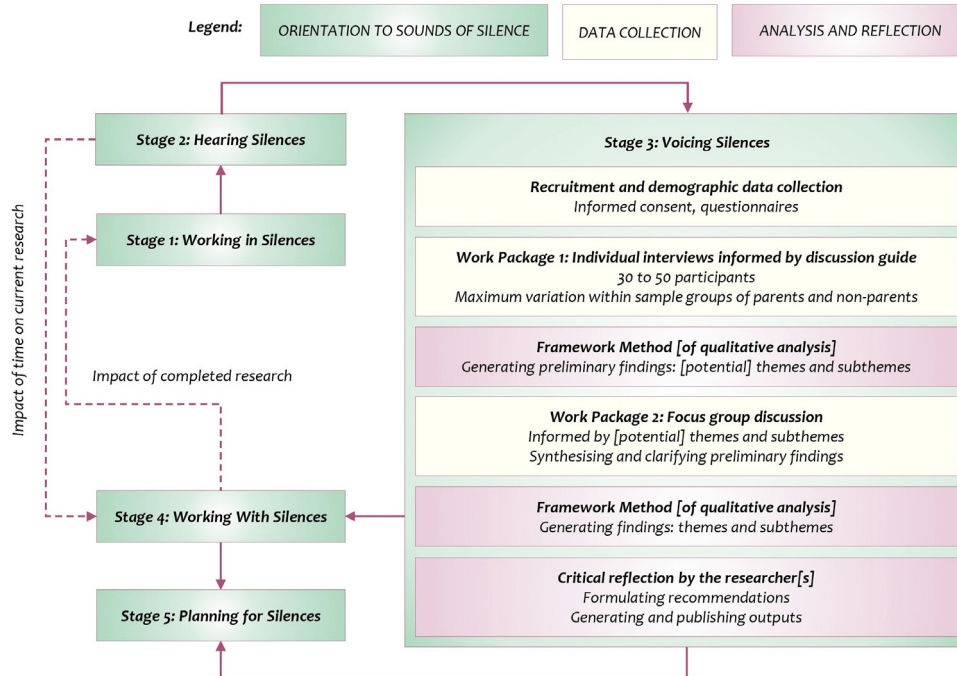 Legend:
ORIENTATION TO SOUNDS OF SILENCE
DATA COLLECTION
ANALYSIS AND REFLECTION
Stage 2: Hearing Silences
Stage 1: Working in Silences
Impact of time on current research
Impact of completed research
Stage 4: Working With Silences
Stage 5: Planning for Silences
Stage 3: Voicing Silences
Recruitment and demographic data collection
Informed consent, questionnaires
Work Package 1: Individual interviews informed by discussion guide
30 to 50 participants
Maximum variation within sample groups of parents and non-parents
Framework Method [of qualitative analysis]
Generating preliminary findings: [potential] themes and subthemes
Work Package 2: Focus group discussion
Informed by [potential] themes and subthemes
Synthesising and clarifying preliminary findings
Framework Method [of qualitative analysis]
Generating findings: themes and subthemes
Critical reflection by the researcher[s]
Formulating recommendations
Generating and publishing outputs